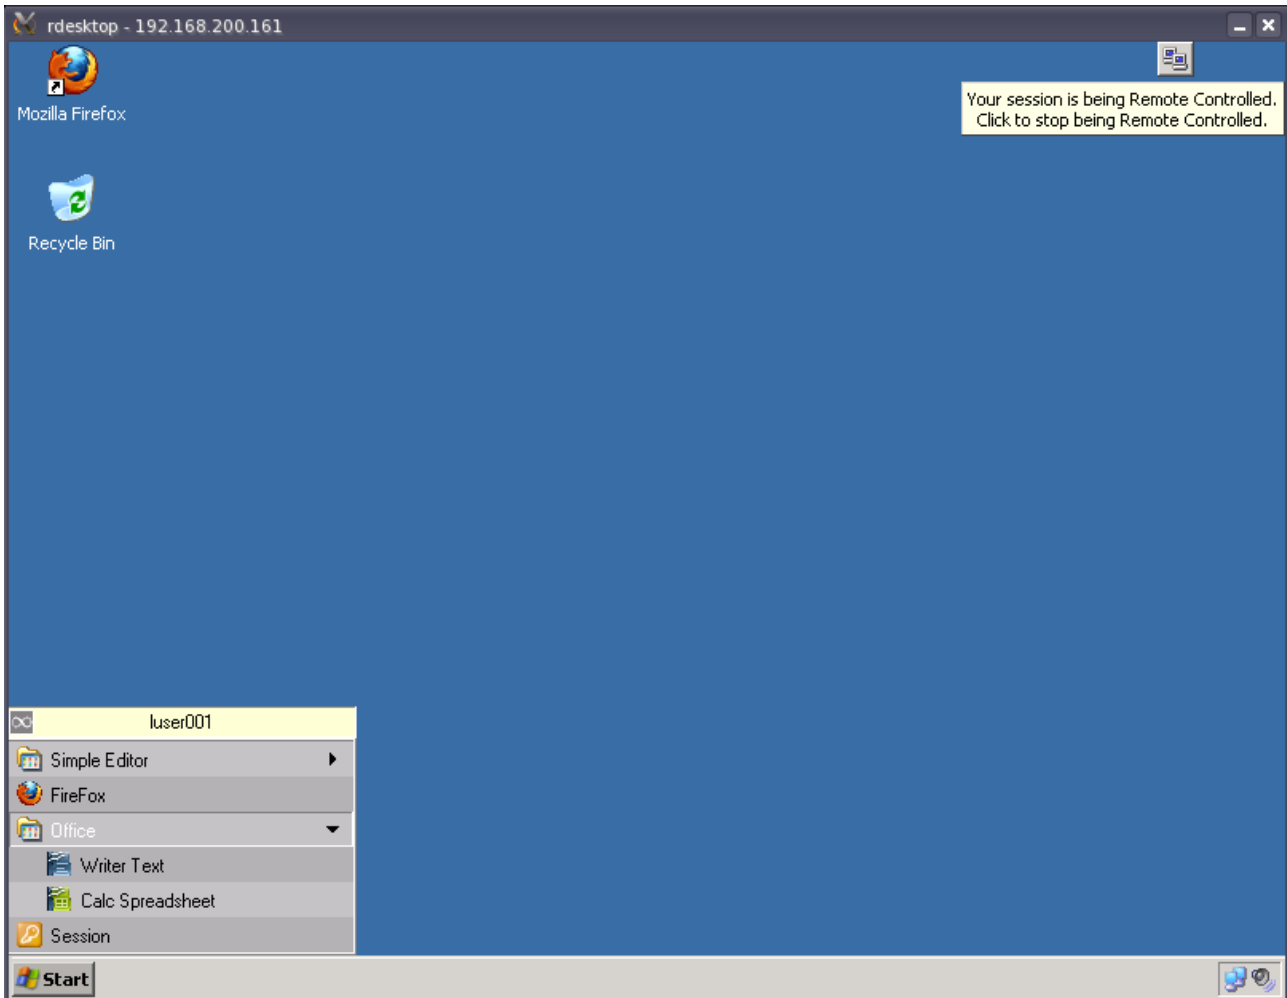 rdesktop - 192.168.200.161
Mozilla Firefox
Your session is being Remote Controlled.
Click to stop being Remote Controlled.
Recycle Bin
luser001
Simple Editor
FireFox
Office
Writer Text
Calc Spreadsheet
Session
Start